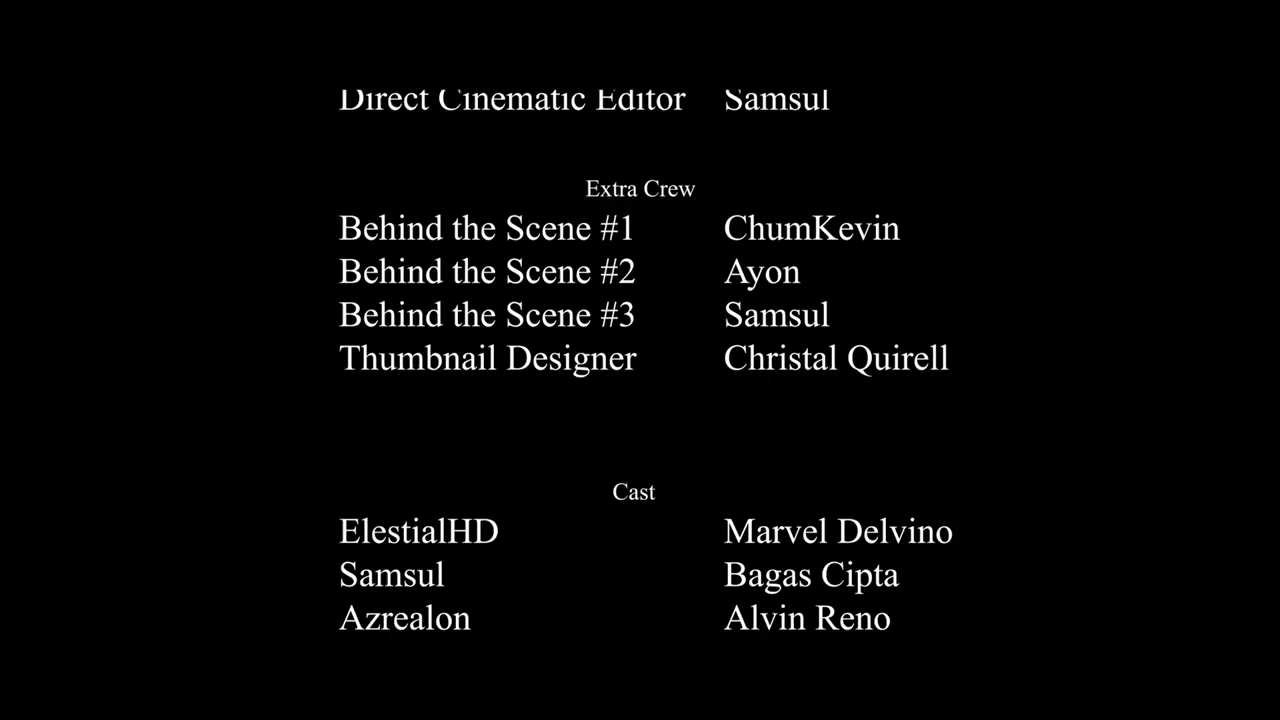 Direct Cinematic Editor Samsul
Extra Crew
Behind the Scene #1 ChumKevin
Behind the Scene #2 Ayon
Behind the Scene #3 Samsul
Thumbnail Designer Christal Quirell
Cast
ElestialHD Marvel Delvino
Samsul Bagas Cipta
Azrealon Alvin Reno